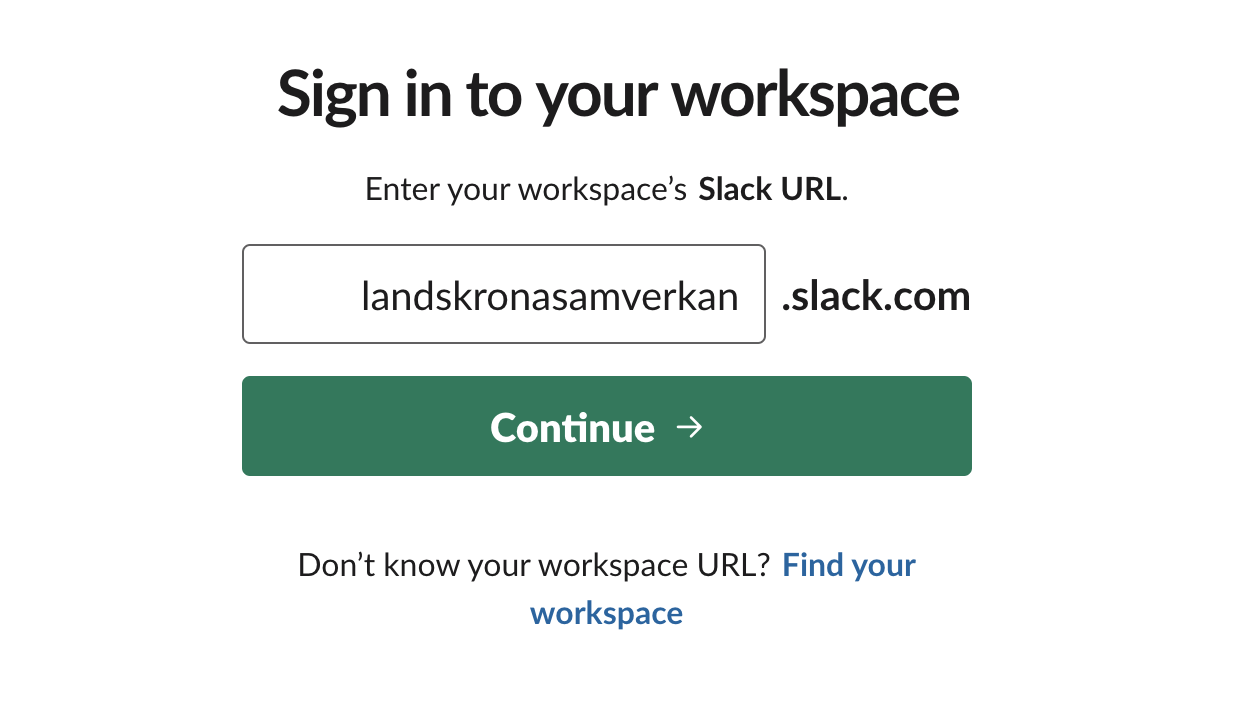 Sign in to your workspace
Enter your workspace’s Slack URL.
landskronasamverkan .slack.com
Continue →
Don’t know your workspace URL? Find your
workspace